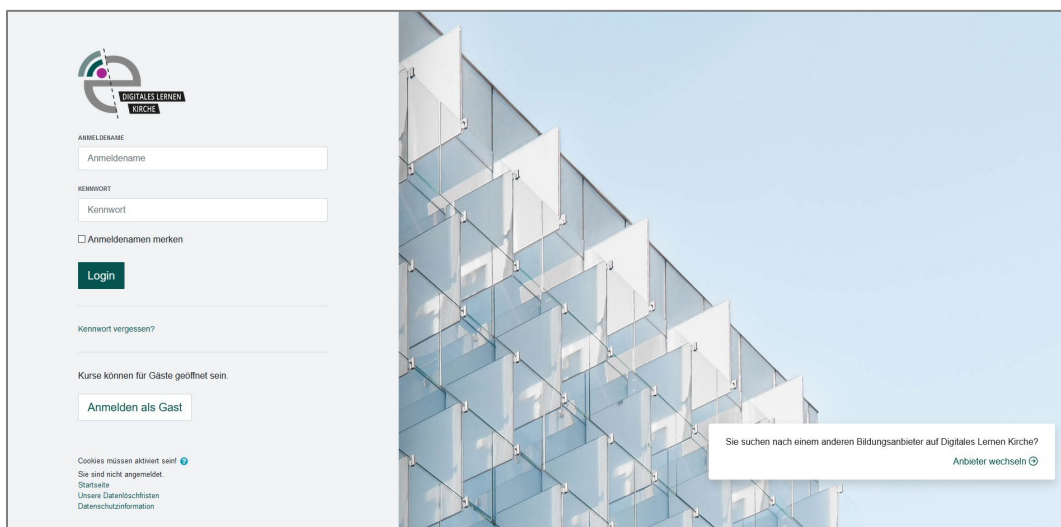 DIGITALES LERNEN
KIRCHE
ANMELDENAME
Anmeldename
KENNWORT
Kennwort
Anmeldenamen merken
Login
Kennwort vergessen?
Kurse können für Gäste geöffnet sein.
Anmelden als Gast
Cookies müssen aktiviert sein!
Sie sind nicht angemeldet.
Startseite
Unsere Datenlöschfristen
Datenschutzinformation
Sie suchen nach einem anderen Bildungsanbieter auf Digitales Lernen Kirche?
Anbieter wechseln